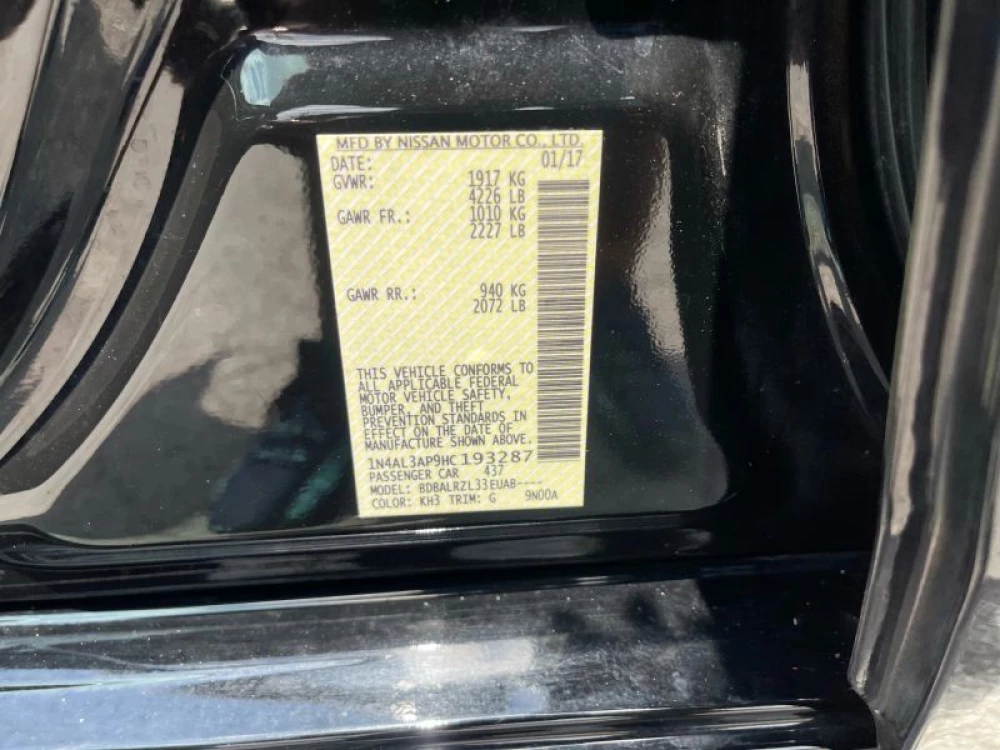 MFD BY NISSAN MOTOR CO., LTD.
DATE: 01/17
GVWR: 1917 KG
4226 LB
GAWR FR.: 1010 KG
2227 LB
GAWR RR.: 940 KG
2072 LB
THIS VEHICLE CONFORMS TO
ALL APPLICABLE FEDERAL
MOTOR VEHICLE SAFETY,
BUMPER, AND THEFT
PREVENTION STANDARDS IN
EFFECT ON THE DATE OF
MANUFACTURE SHOWN ABOVE.
1N4AL3AP9HC193287
PASSENGER CAR 437
MODEL: BDBALRZL33EUAB----
COLOR: KH3 TRIM: G 9N00A